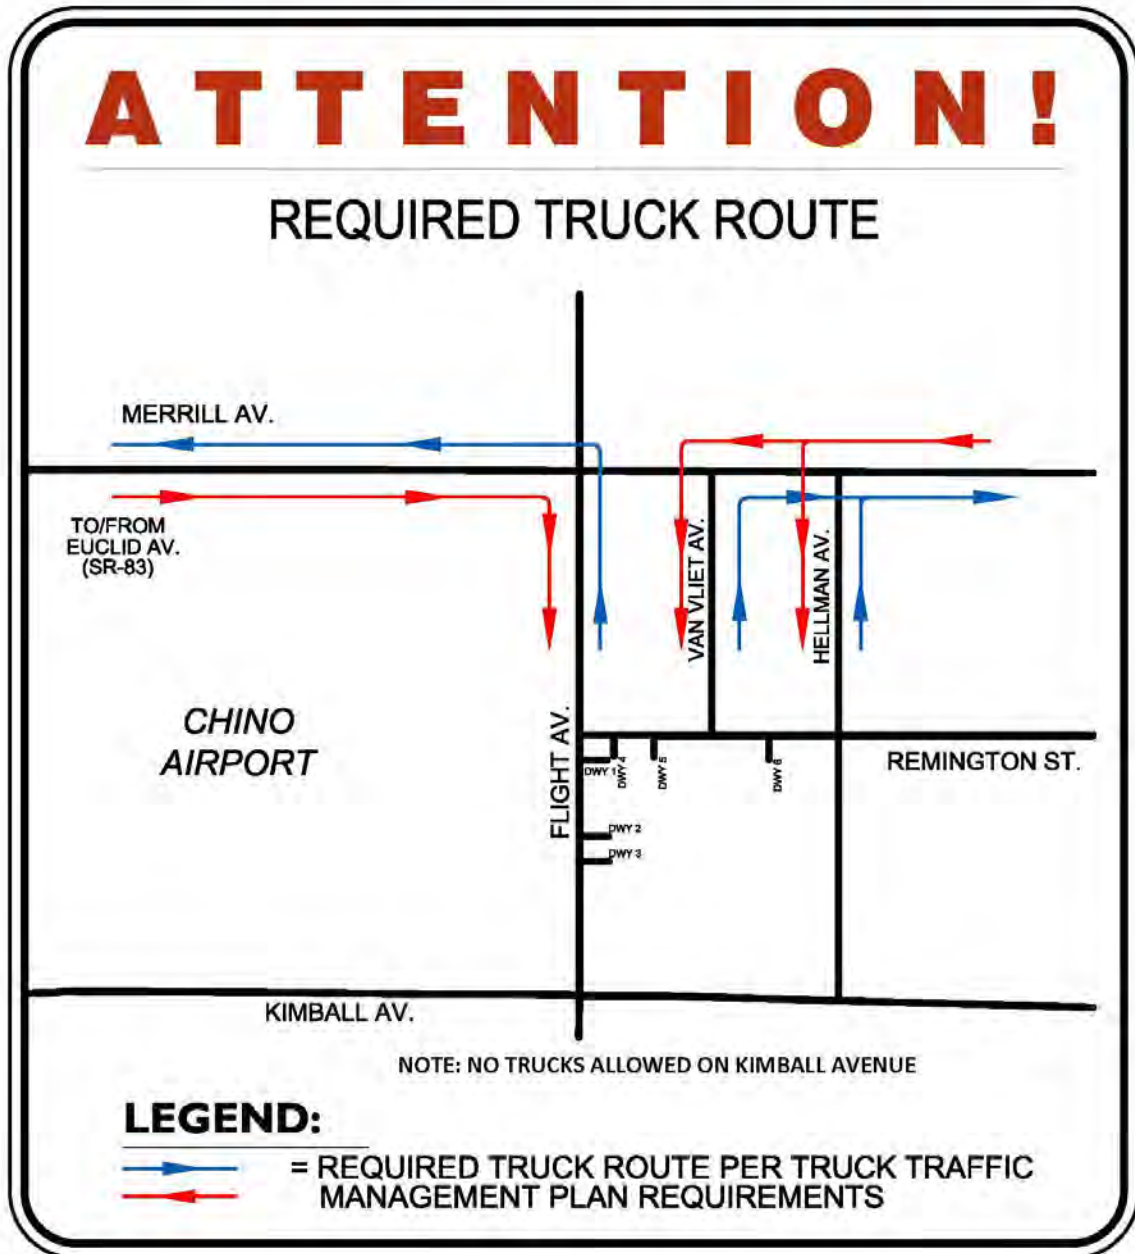 ATTENTION!
REQUIRED TRUCK ROUTE
MERRILL AV.
TO/FROM
EUCLID AV.
(SR-83)
VAN VLIET AV.
HELLMAN AV.
CHINO
AIRPORT
FLIGHT AV.
REMINGTON ST.
DWY 1
DWY 4
DWY 5
DWY 6
DWY 2
DWY 3
KIMBALL AV.
NOTE: NO TRUCKS ALLOWED ON KIMBALL AVENUE
LEGEND:
= REQUIRED TRUCK ROUTE PER TRUCK TRAFFIC
MANAGEMENT PLAN REQUIREMENTS